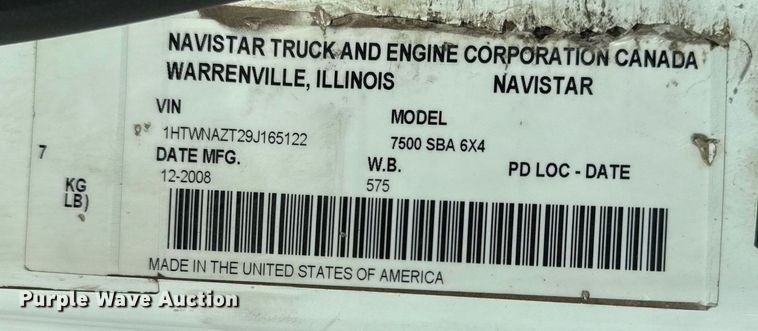 NAVISTAR TRUCK AND ENGINE CORPORATION CANADA
WARRENVILLE, ILLINOIS NAVISTAR
VIN MODEL
1HTWNAZT29J165122 7500 SBA 6X4
DATE MFG. W.B. PD LOC - DATE
12-2008 575
7
KG
LB)
MADE IN THE UNITED STATES OF AMERICA
Purple Wave Auction